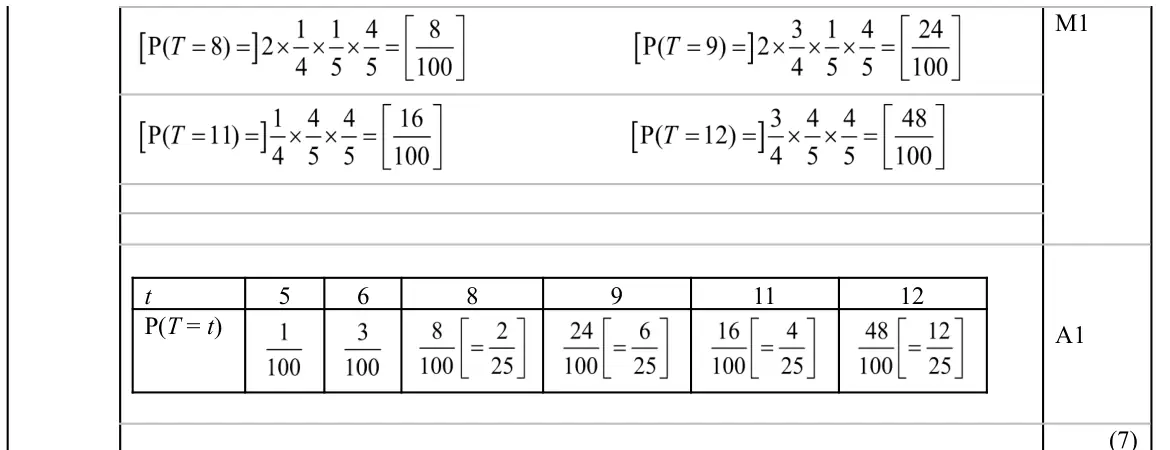 [P(T = 8) =] 2 × 1/4 × 1/5 × 4/5 = [8/100] [P(T = 9) =] 2 × 3/4 × 1/5 × 4/5 = [24/100] M1
[P(T = 11) =] 1/4 × 4/5 × 4/5 = [16/100] [P(T = 12) =] 3/4 × 4/5 × 4/5 = [48/100]
t 5 6 8 9 11 12
P(T = t) 1/100 3/100 8/100 [= 2/25] 24/100 [= 6/25] 16/100 [= 4/25] 48/100 [= 12/25] A1
(7)